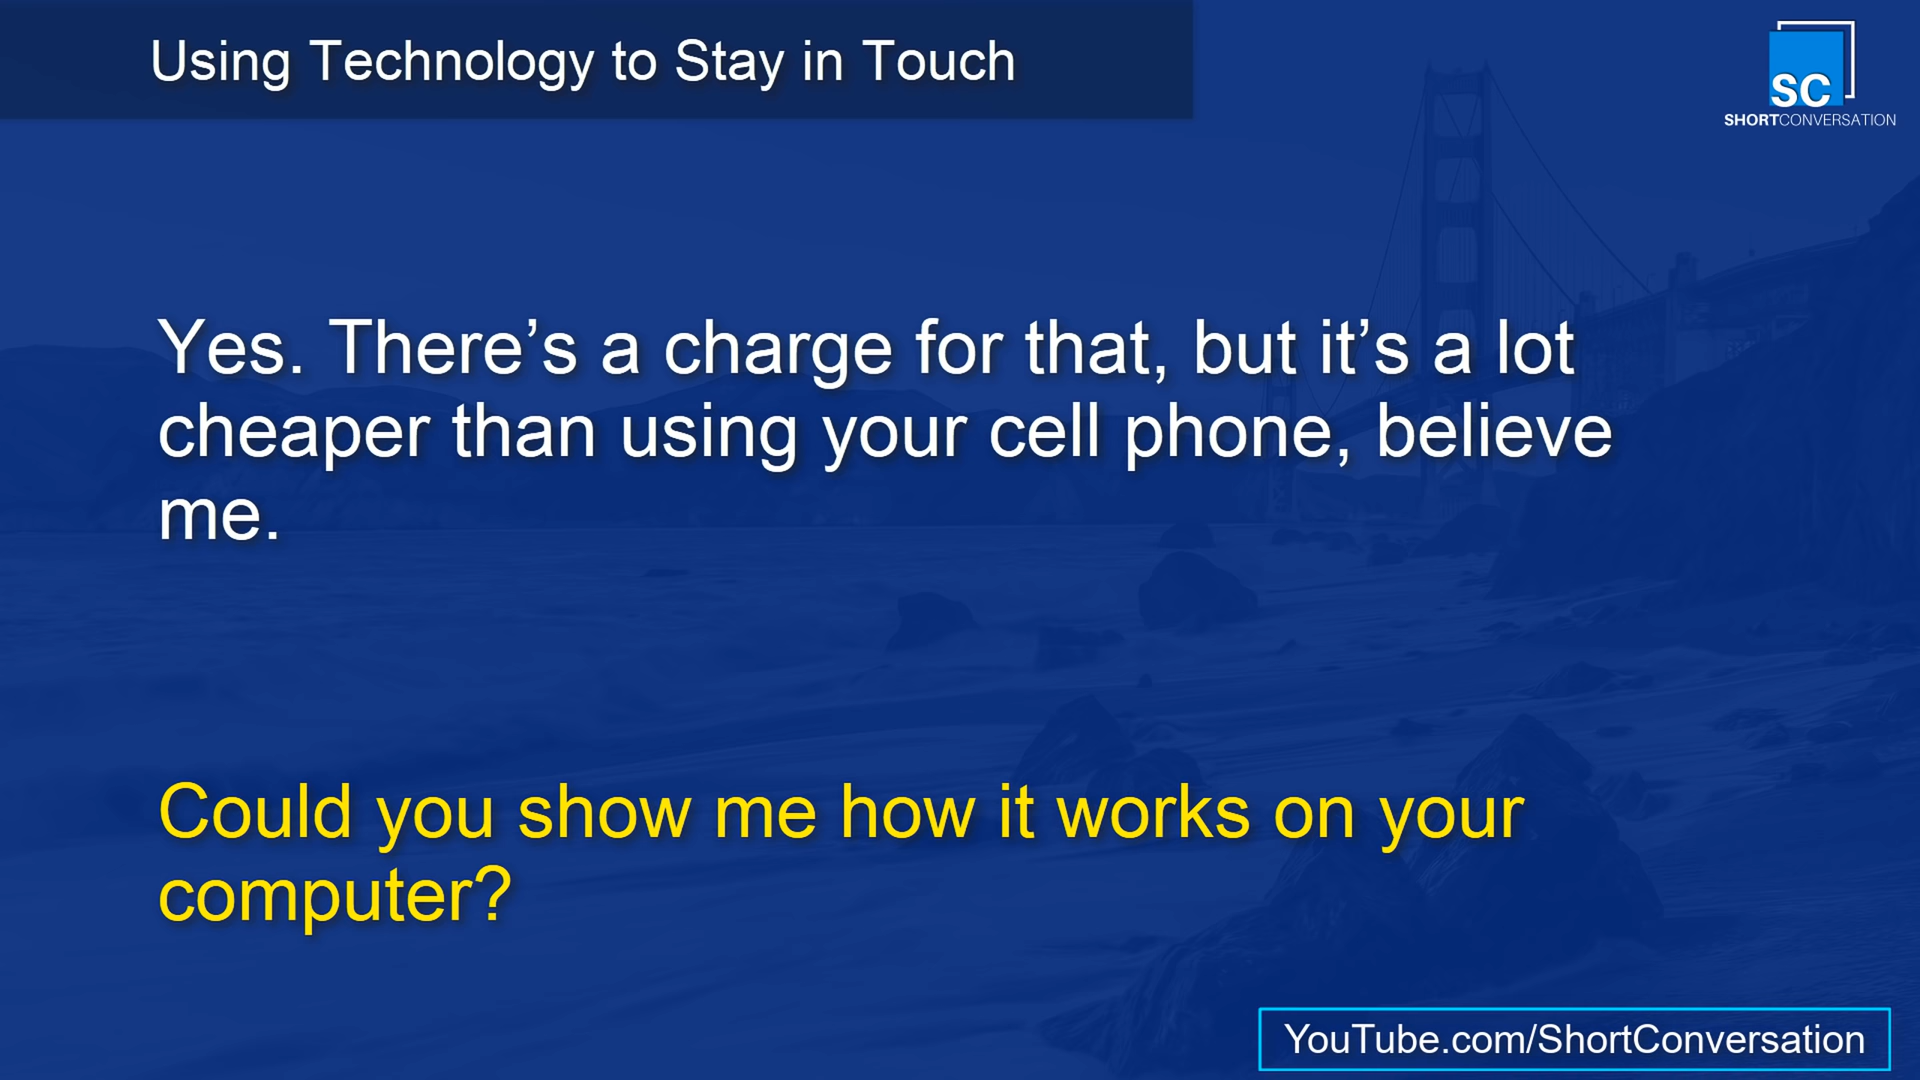 Using Technology to Stay in Touch
SC
SHORTCONVERSATION
Yes. There’s a charge for that, but it’s a lot
cheaper than using your cell phone, believe
me.
Could you show me how it works on your
computer?
YouTube.com/ShortConversation